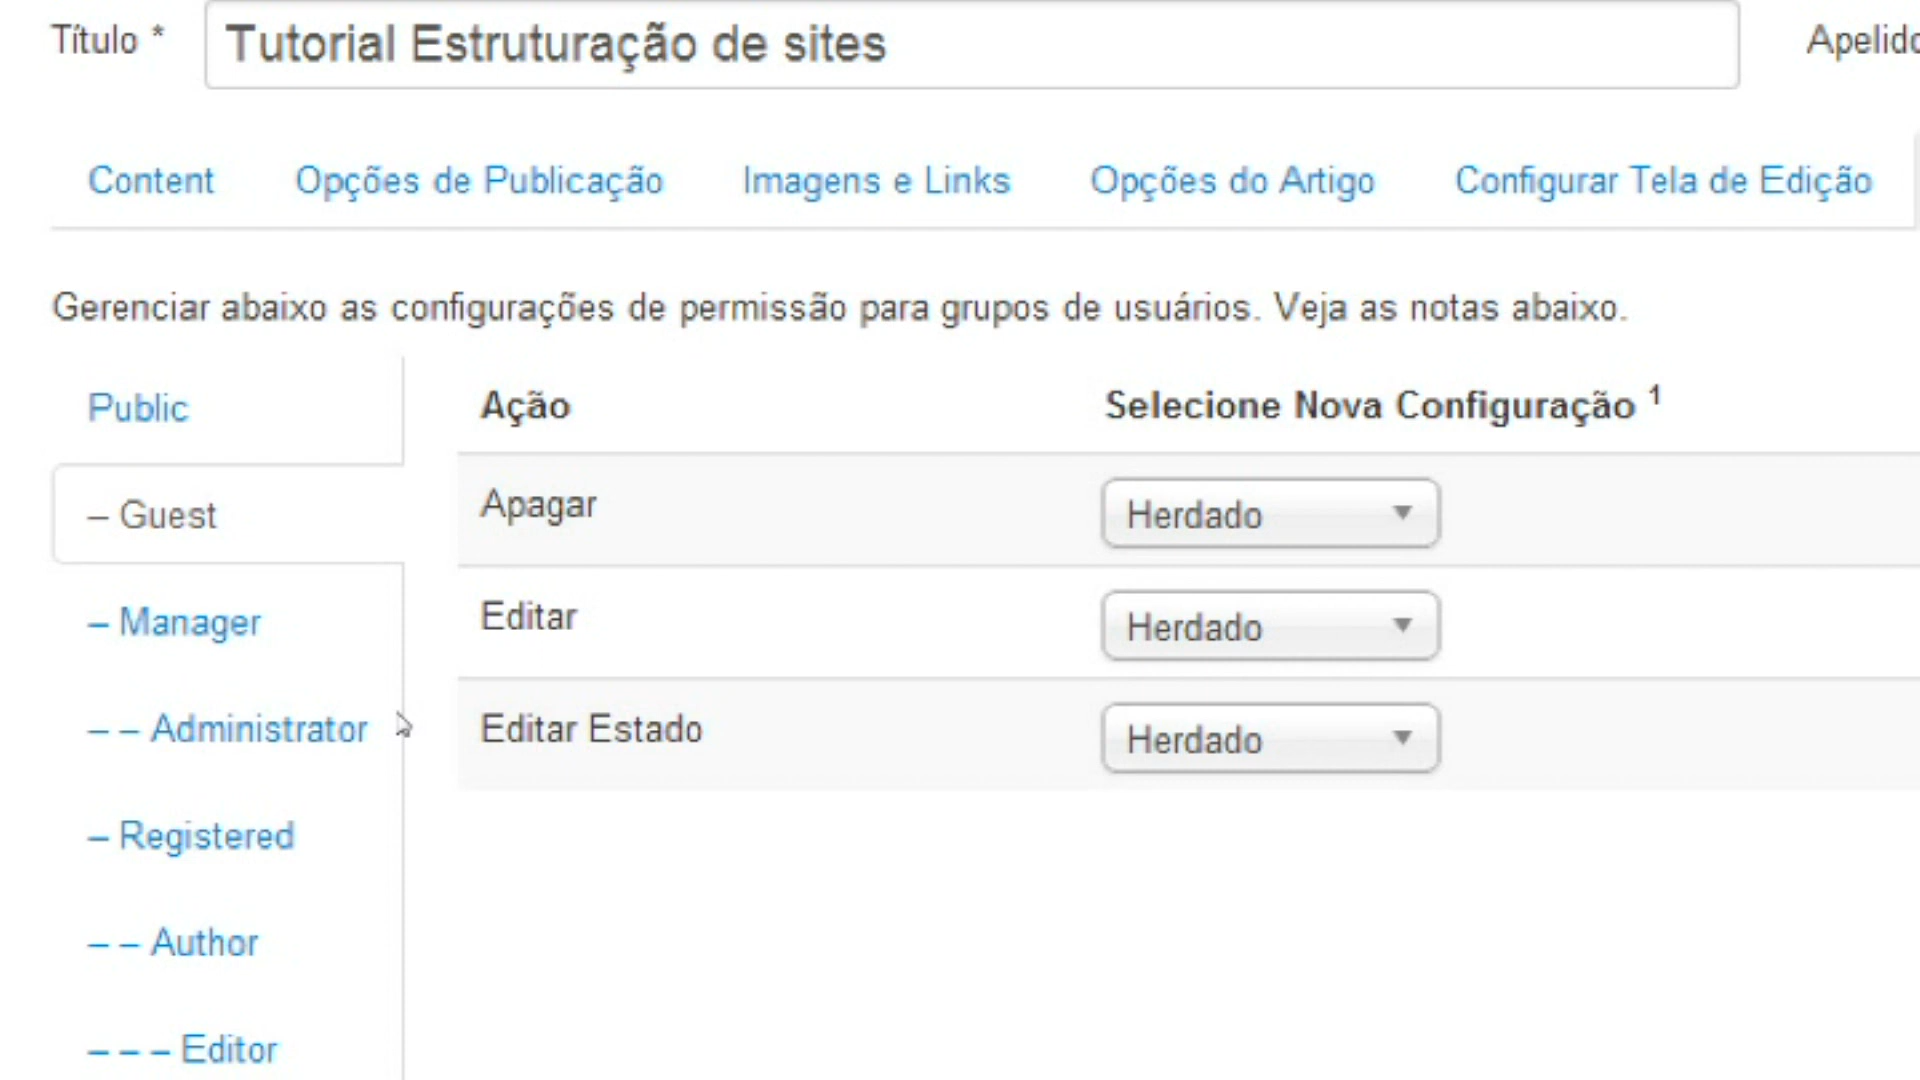 Título * Tutorial Estruturação de sites Apelido
Content Opções de Publicação Imagens e Links Opções do Artigo Configurar Tela de Edição
Gerenciar abaixo as configurações de permissão para grupos de usuários. Veja as notas abaixo.
Public Ação Selecione Nova Configuração ¹
– Guest Apagar Herdado
– Manager Editar Herdado
– – Administrator Editar Estado Herdado
– Registered
– – Author
– – – Editor